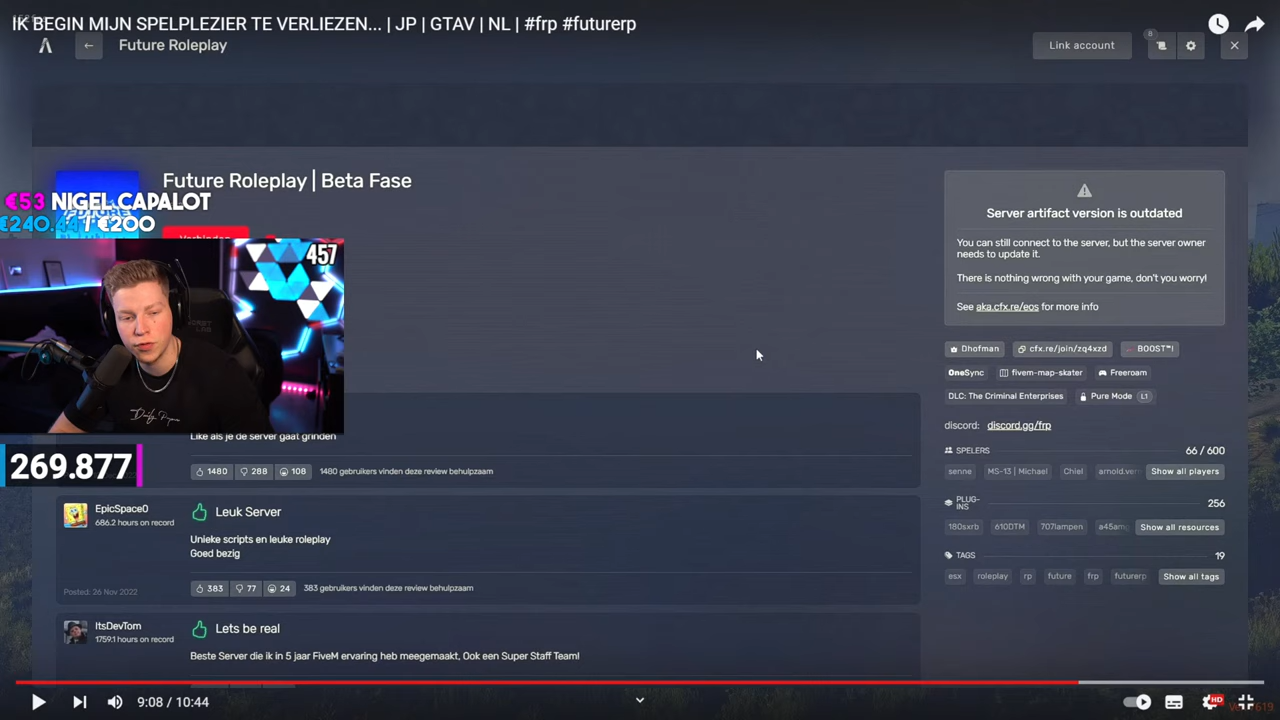 IK BEGIN MIJN SPELPLEZIER TE VERLIEZEN... | JP | GTAV | NL | #frp #futurerp
Future Roleplay
Link account
8
Future Roleplay | Beta Fase
€53 NIGEL CAPALOT
€240.44 / €200
457
269.877
Like als je de server gaat grinden
1480
288
108
1480 gebruikers vinden deze review behulpzaam
EpicSpace0
686.2 hours on record
Leuk Server
Unieke scripts en leuke roleplay
Goed bezig
Posted: 26 Nov 2022
383
77
24
383 gebruikers vinden deze review behulpzaam
ItsDevTom
1759.1 hours on record
Lets be real
Beste Server die ik in 5 jaar FiveM ervaring heb meegemaakt, Ook een Super Staff Team!
Server artifact version is outdated
You can still connect to the server, but the server owner
needs to update it.
There is nothing wrong with your game, don't you worry!
See aka.cfx.re/eos for more info
Dhofman
cfx.re/join/zq4xzd
BOOST™!
OneSync
fivem-map-skater
Freeroam
DLC: The Criminal Enterprises
Pure Mode L1
discord: discord.gg/frp
SPELERS
66 / 600
senne
MS-13 | Michael
Chiel
arnold.ver
Show all players
PLUG-
INS
256
180sxrb
610DTM
707lampen
a45am
Show all resources
TAGS
19
esx
roleplay
rp
future
frp
futurerp
Show all tags
9:08 / 10:44
HD